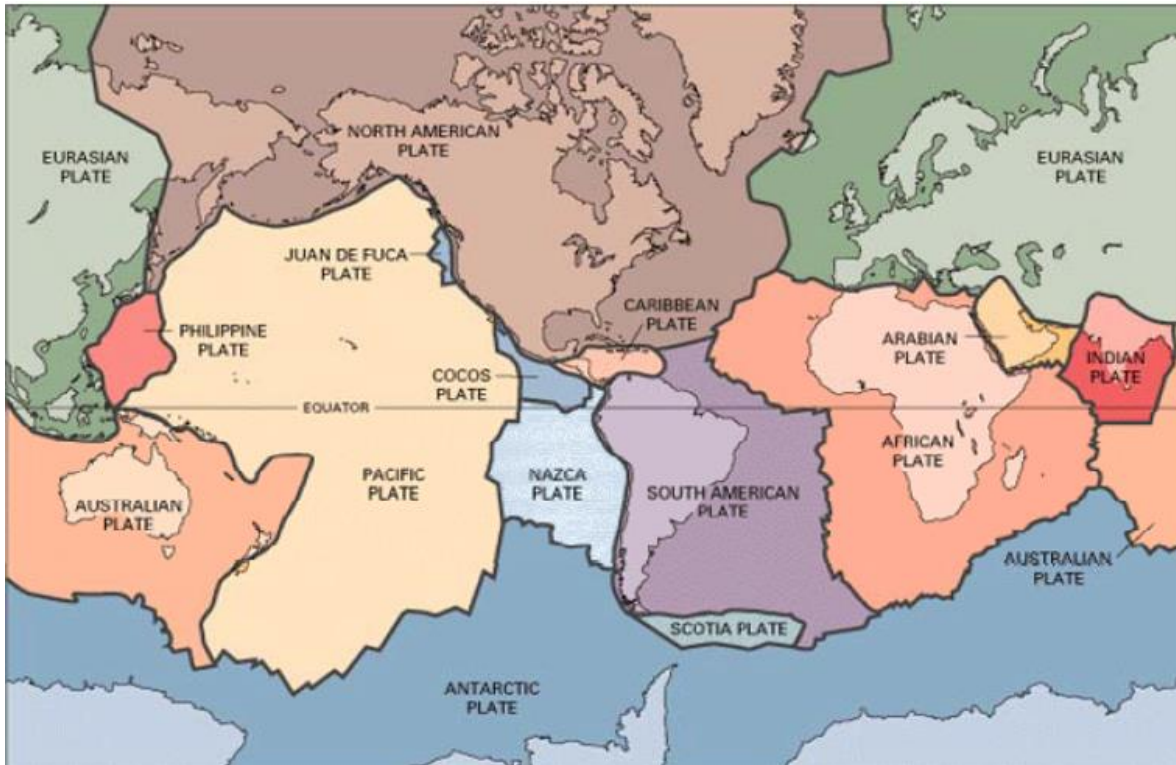 NORTH AMERICAN
PLATE
EURASIAN
PLATE
EURASIAN
PLATE
JUAN DE FUCA
PLATE
CARIBBEAN
PLATE
PHILIPPINE
PLATE
ARABIAN
PLATE
INDIAN
PLATE
COCOS
PLATE
EQUATOR
AFRICAN
PLATE
PACIFIC
PLATE
NAZCA
PLATE
SOUTH AMERICAN
PLATE
AUSTRALIAN
PLATE
AUSTRALIAN
PLATE
SCOTIA PLATE
ANTARCTIC
PLATE